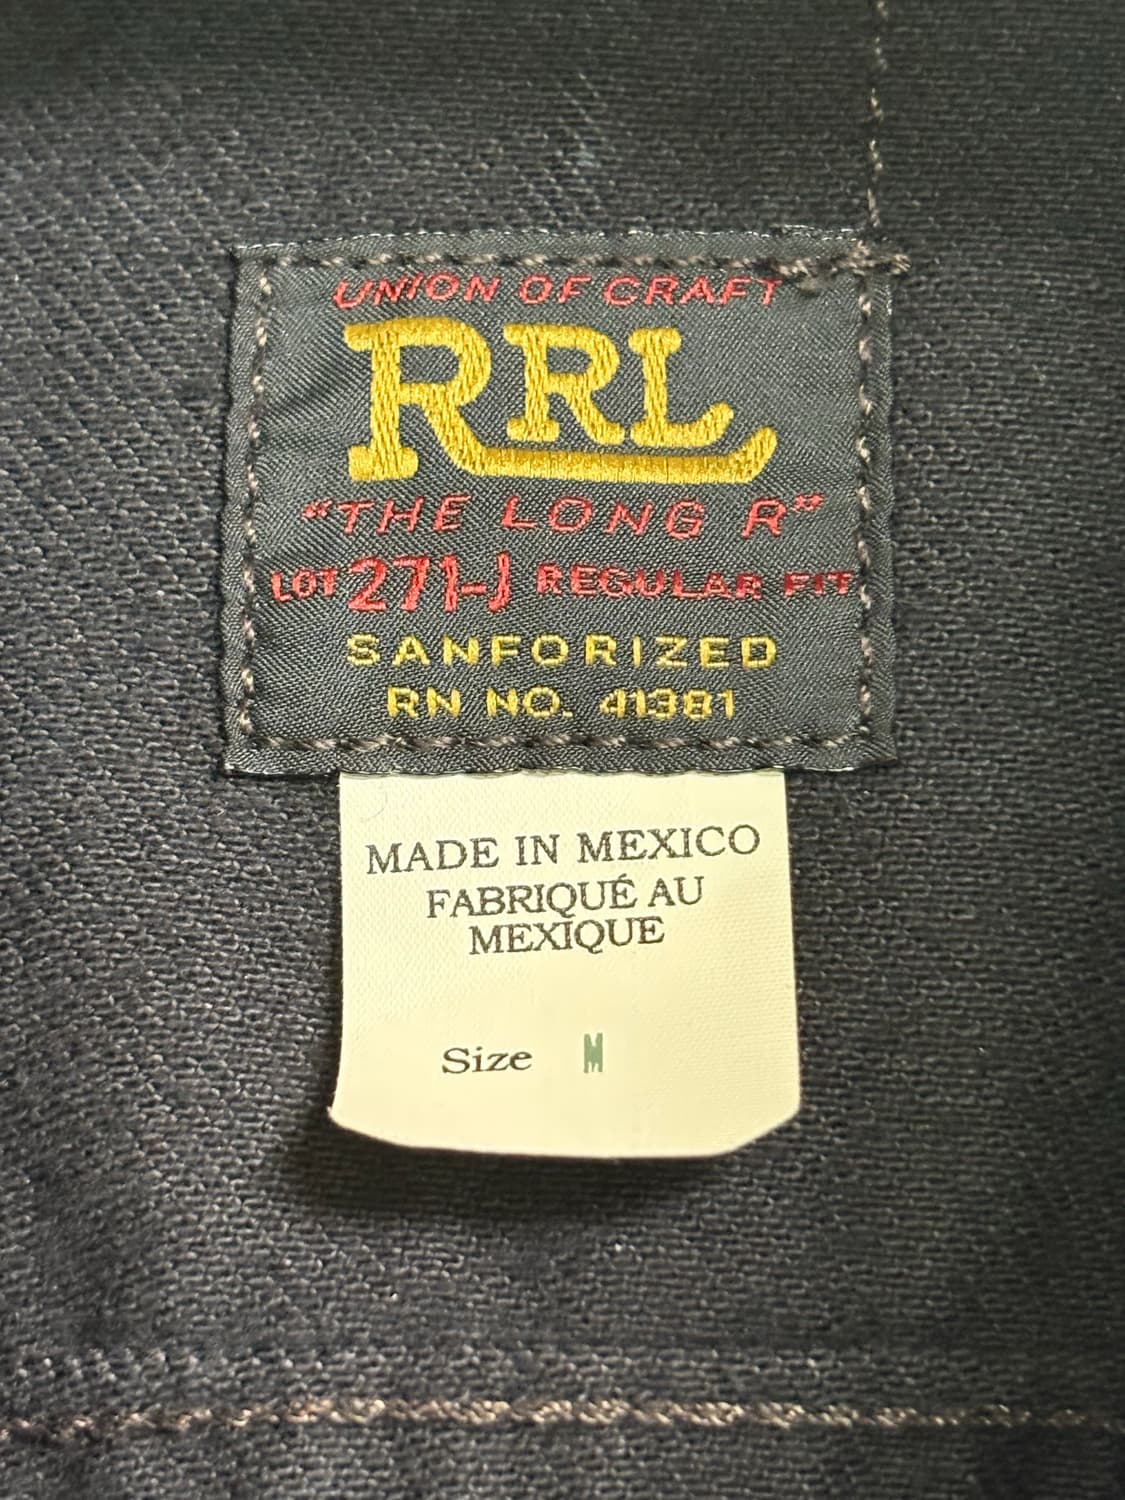 UNION OF CRAFT
RRL
"THE LONG R"
LOT 271-J REGULAR FIT
SANFORIZED
RN NO. 41381
MADE IN MEXICO
FABRIQUÉ AU
MEXIQUE
Size M